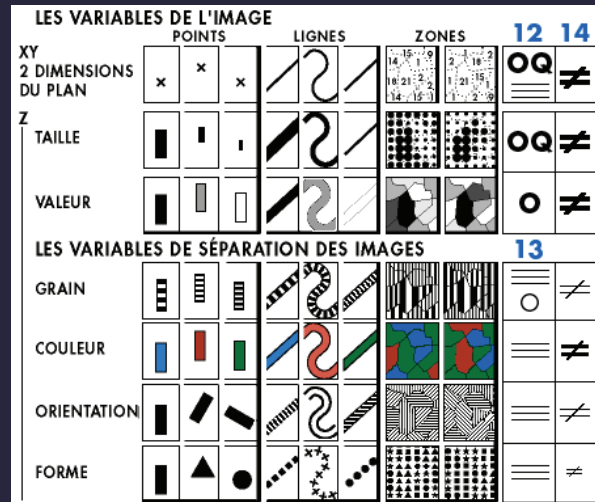 LES VARIABLES DE L'IMAGE
POINTS LIGNES ZONES 12 14
XY
2 DIMENSIONS
DU PLAN
OQ ≠
Z
TAILLE OQ ≠
VALEUR O ≠
LES VARIABLES DE SÉPARATION DES IMAGES 13
GRAIN O ≠
COULEUR ≠
ORIENTATION ≠
FORME ≠